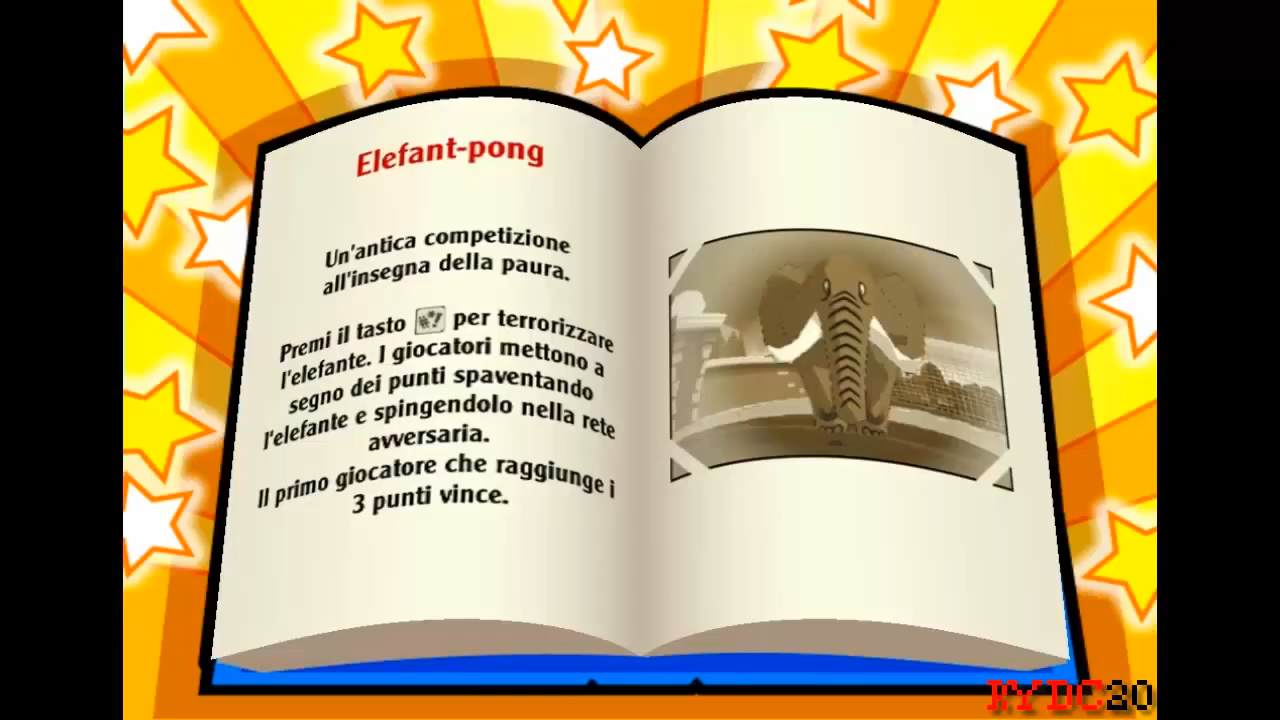 Elefant-pong
Un'antica competizione
all'insegna della paura.
Premi il tasto per terrorizzare
l'elefante. I giocatori mettono a
segno dei punti spaventando
l'elefante e spingendolo nella rete
avversaria.
Il primo giocatore che raggiunge i
3 punti vince.
RYDC30